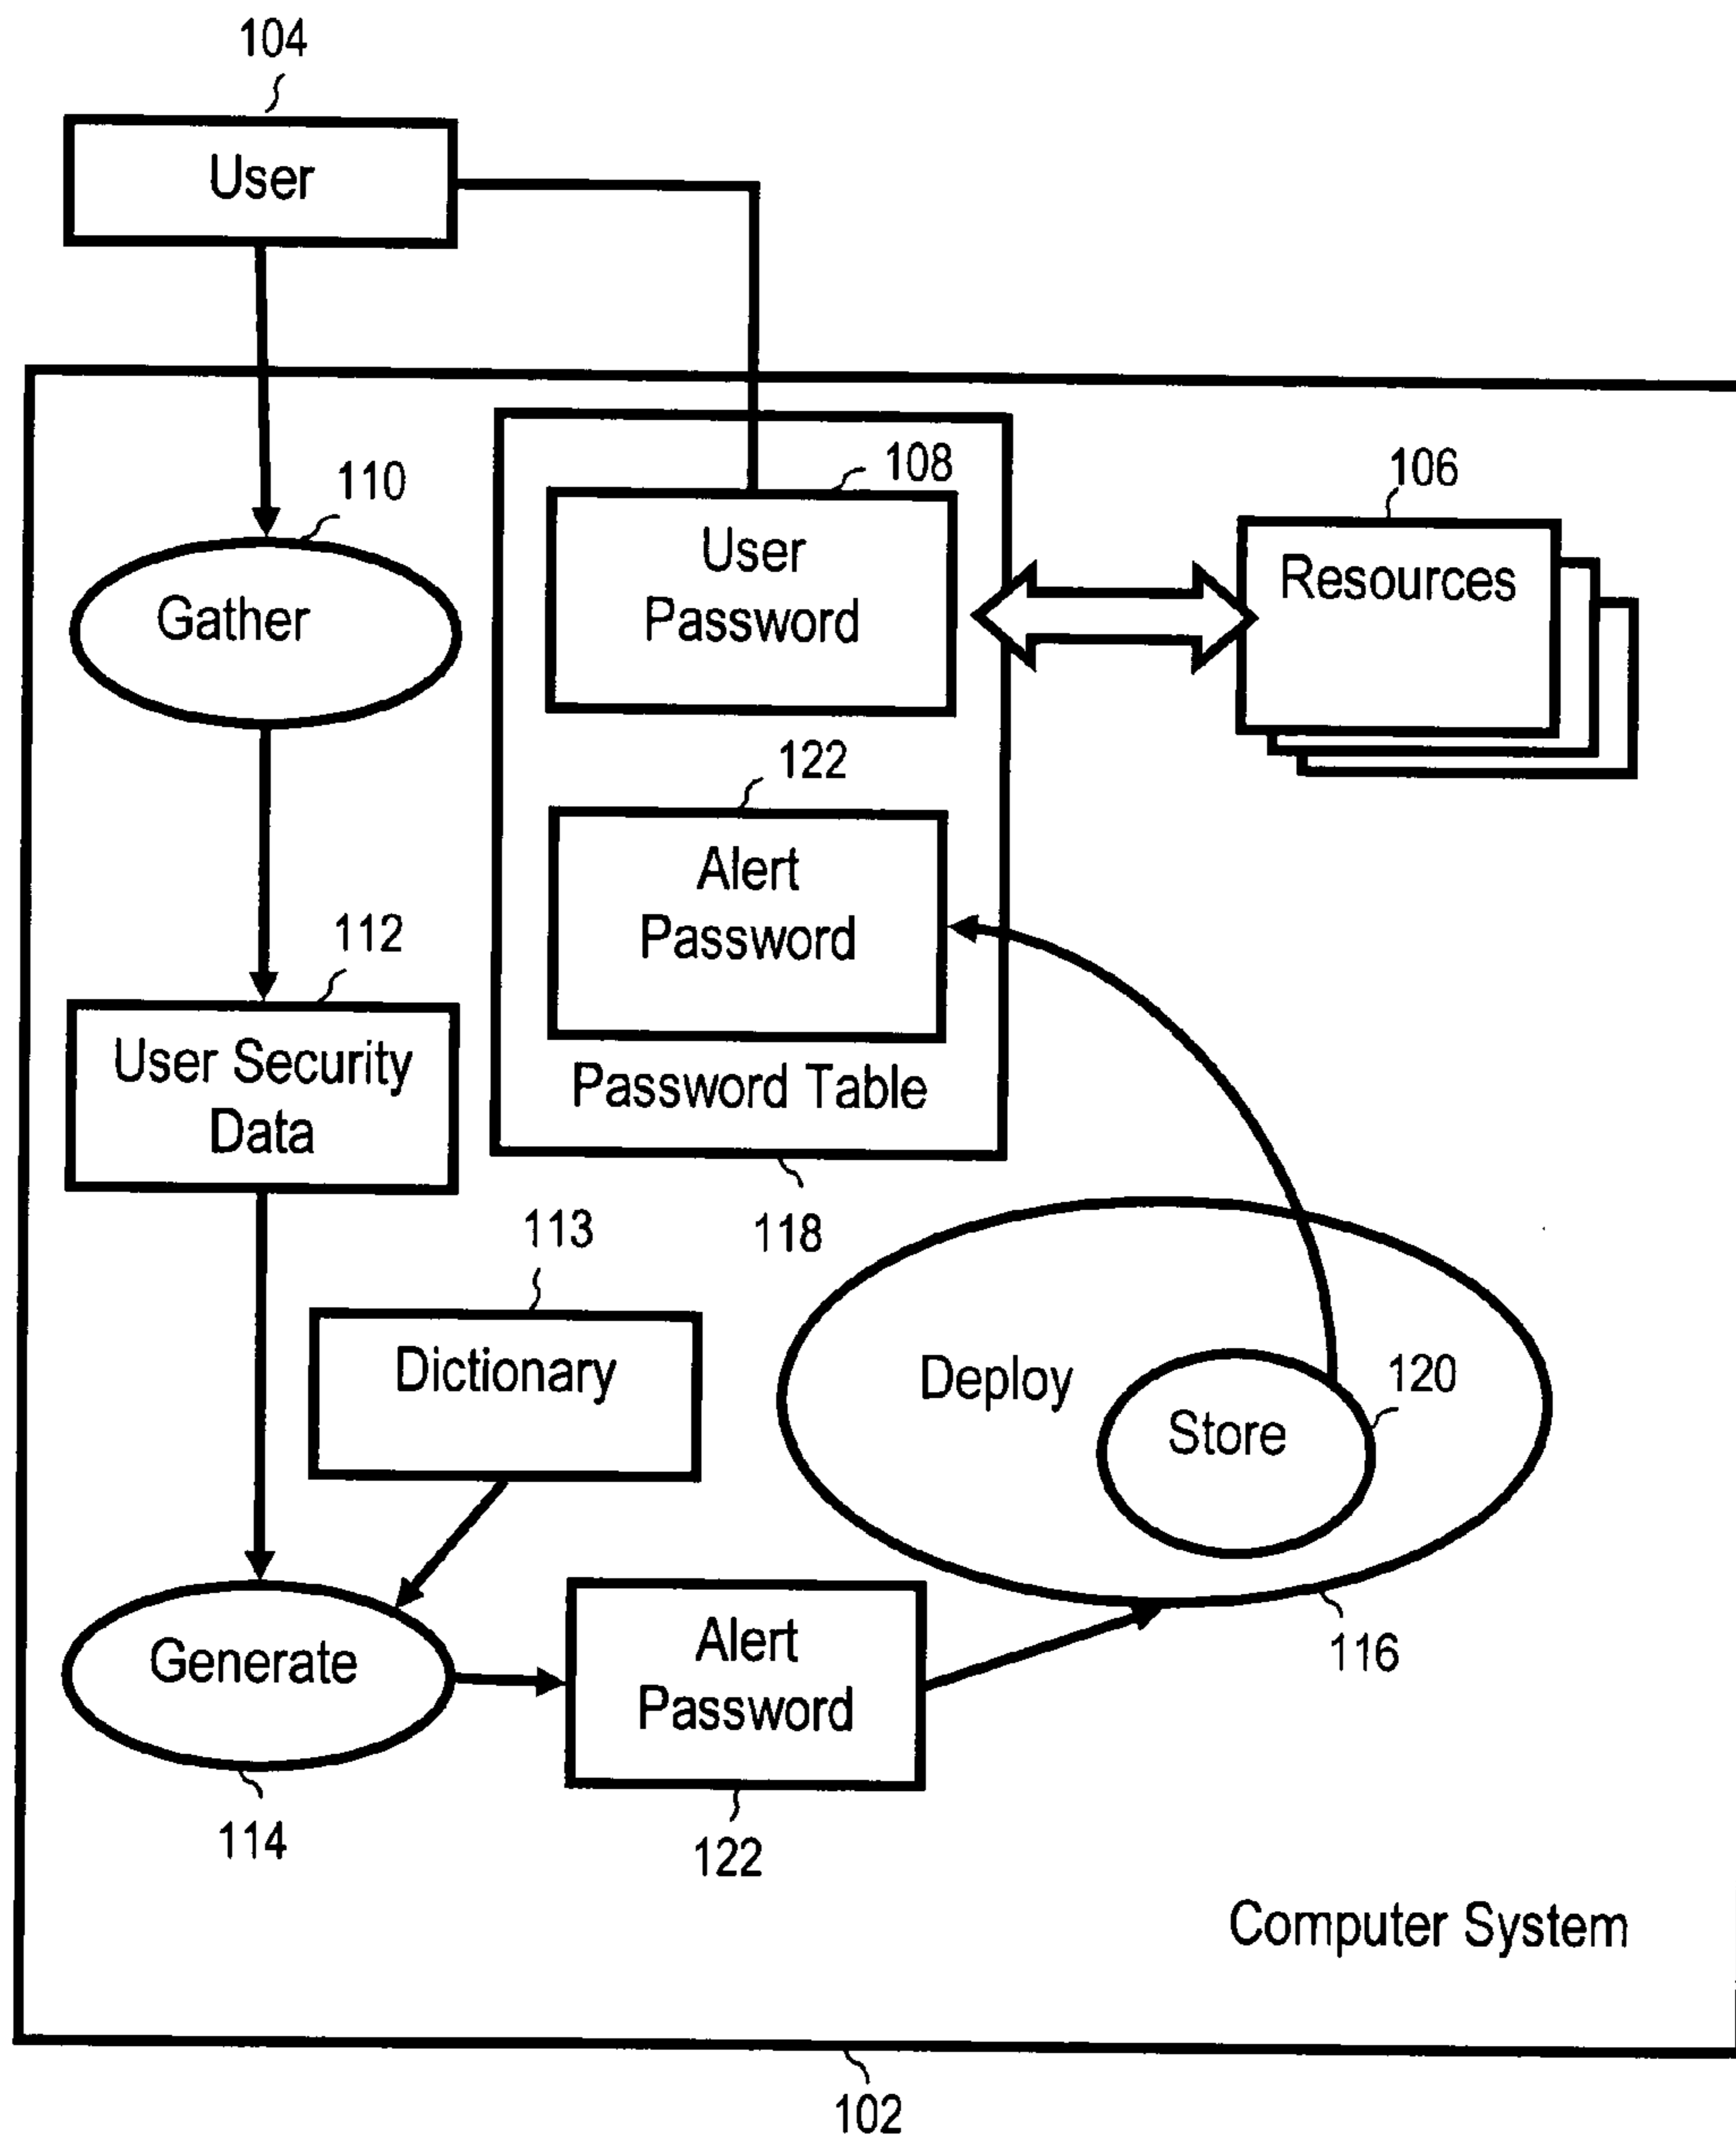 104
User
110
Gather
108
User
Password
106
Resources
122
Alert
Password
Password Table
118
112
User Security
Data
113
Dictionary
Deploy
Store
120
116
Generate
114
Alert
Password
122
Computer System
102